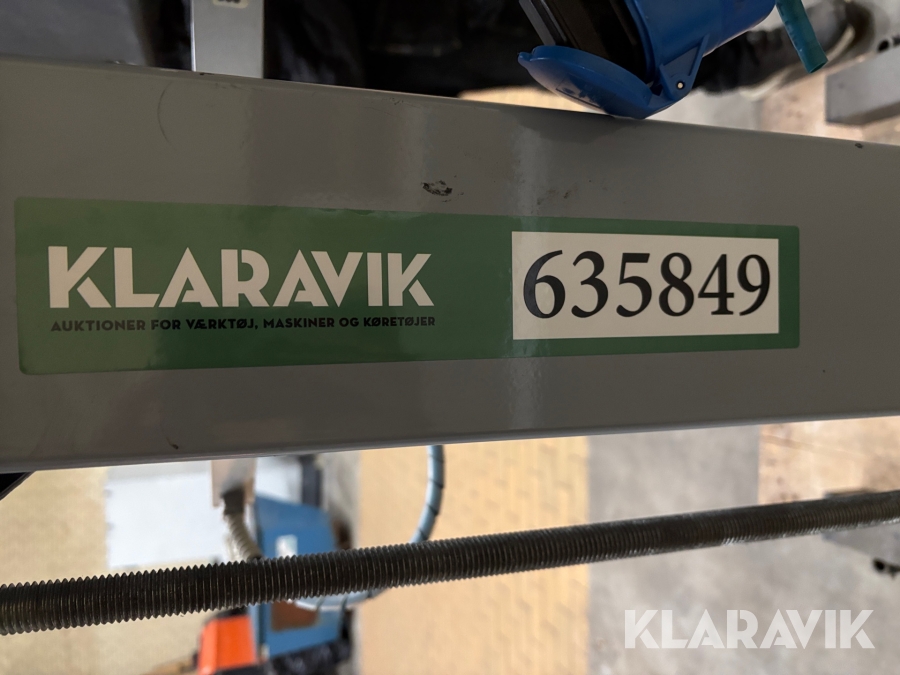 KLARAVIK
AUKTIONER FOR VÆRKTØJ, MASKINER OG KØRETØJER
635849
KLARAVIK